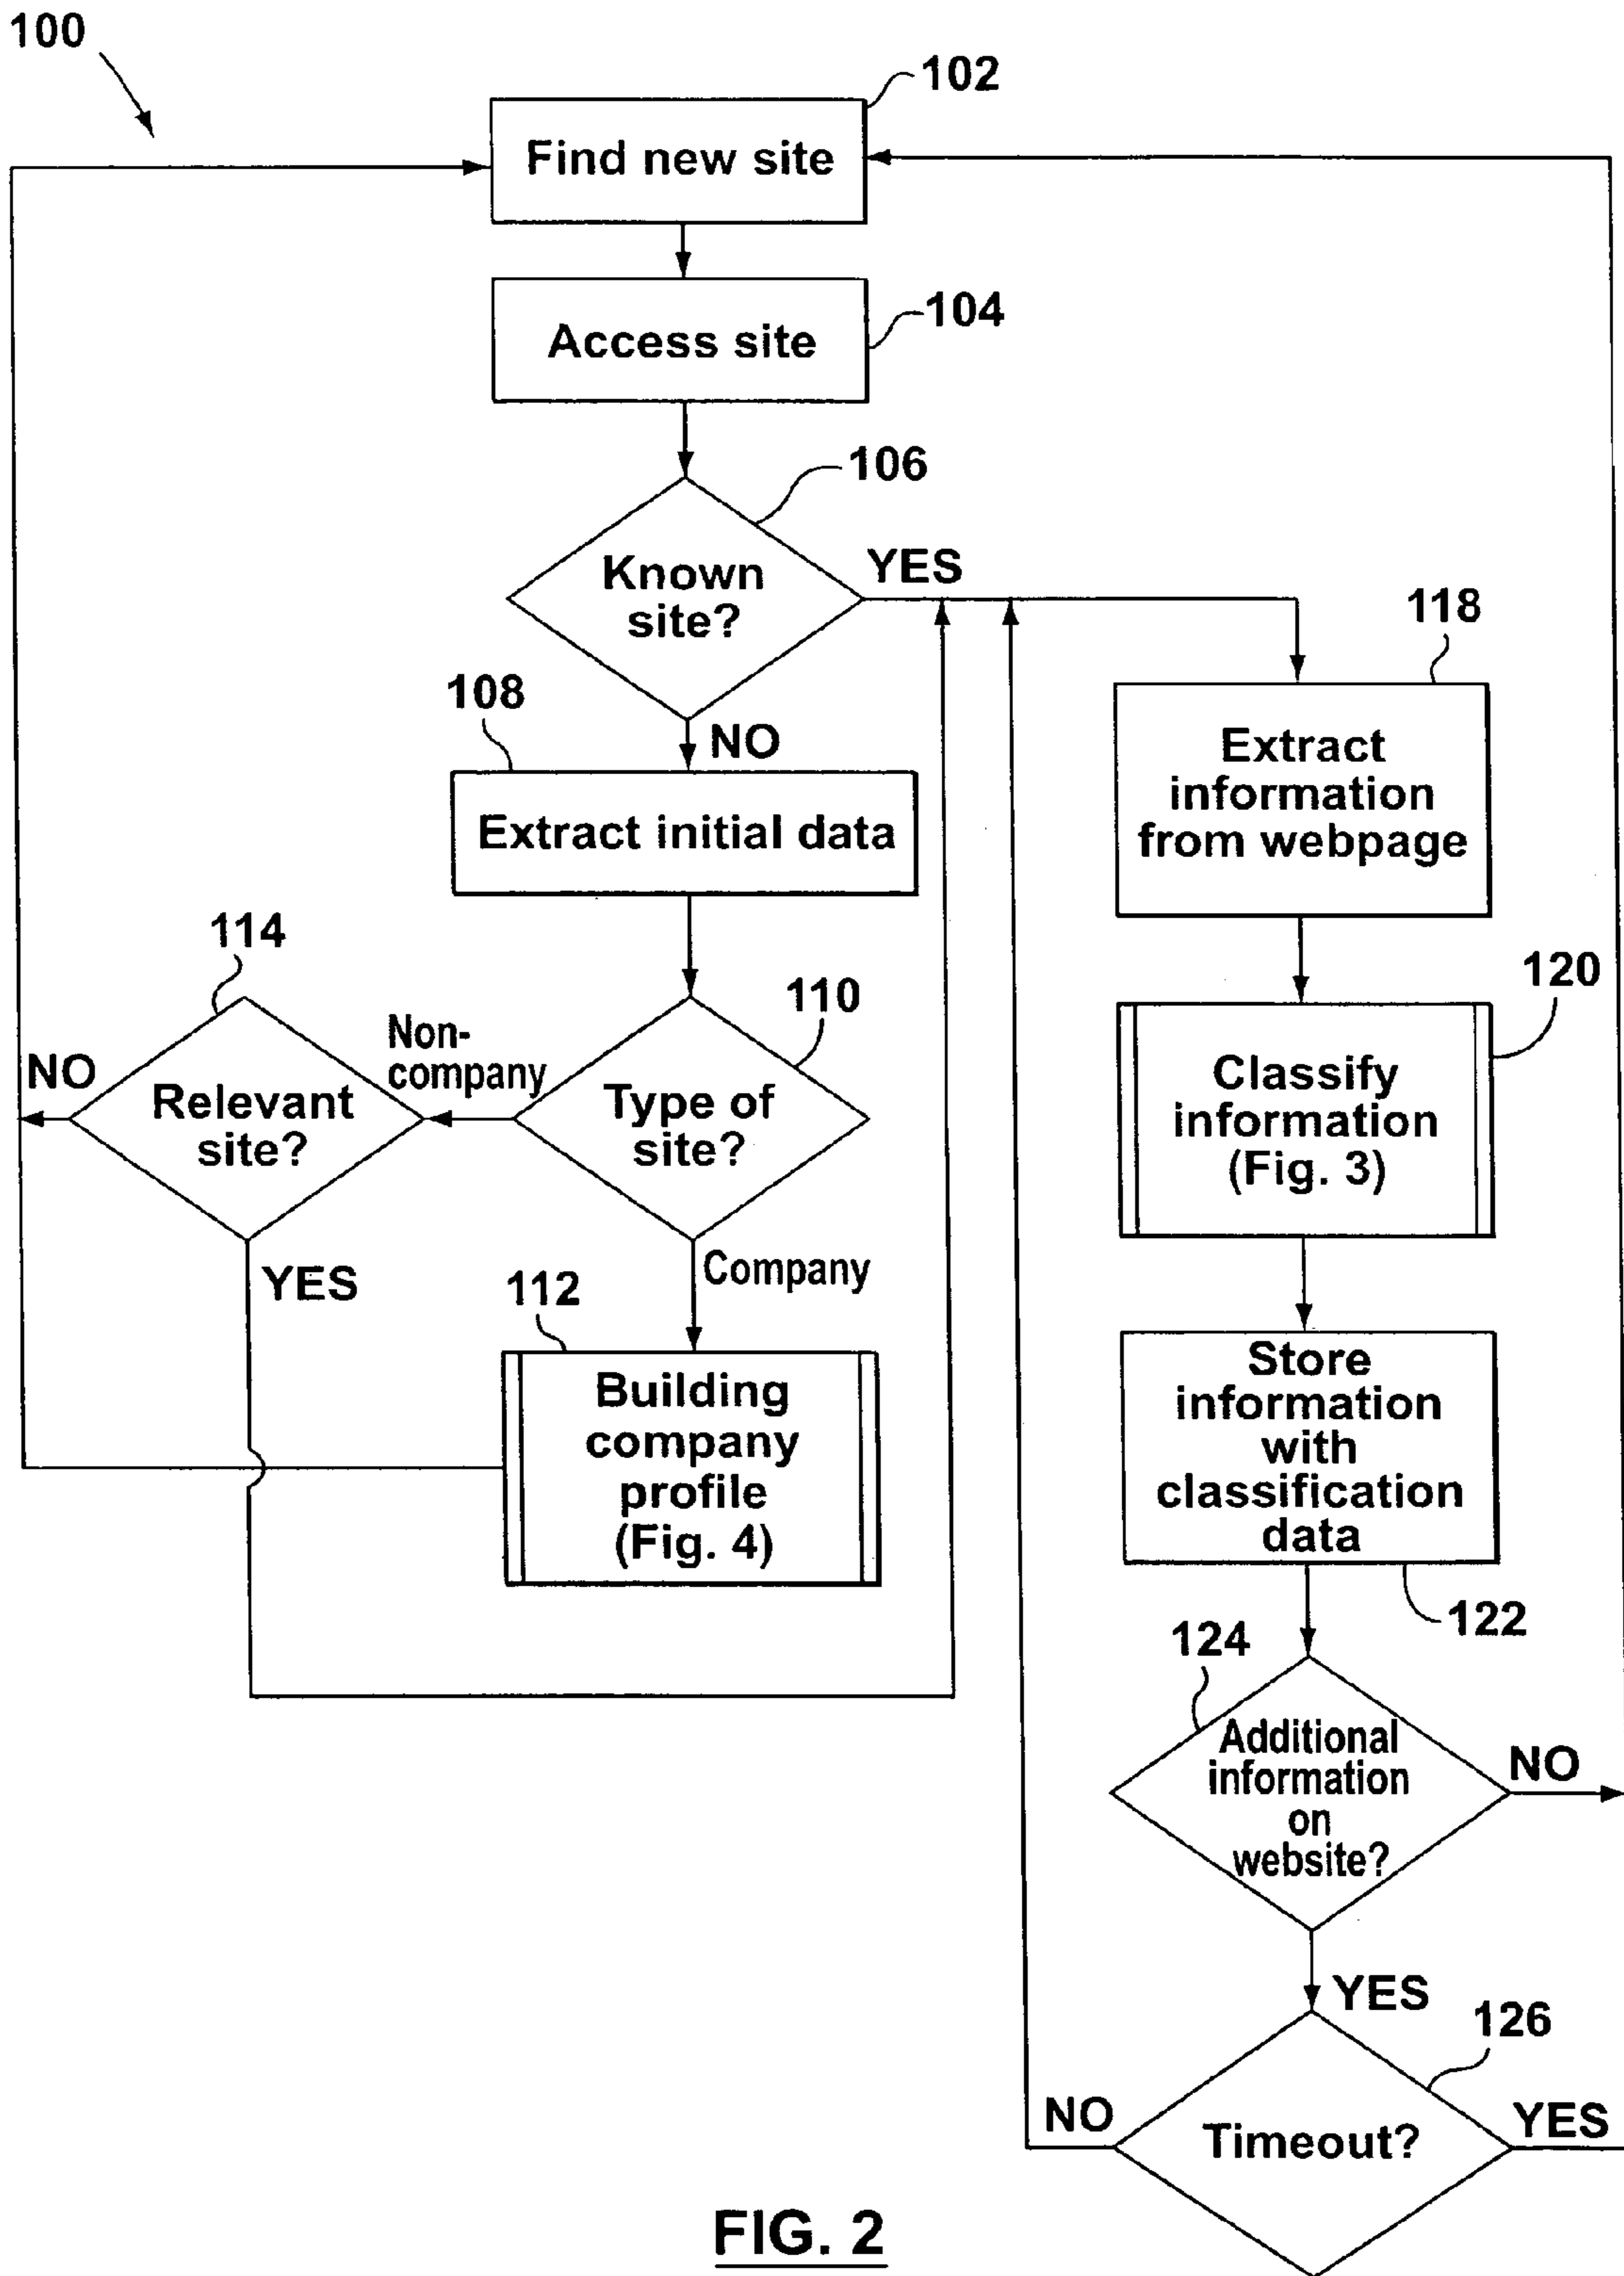 100
102
Find new site
104
Access site
106
Known
site?
YES
NO
108
Extract initial data
118
Extract
information
from webpage
114
Relevant
site?
NO
YES
Non-
company
110
Type of
site?
Company
112
Building
company
profile
(Fig. 4)
120
Classify
information
(Fig. 3)
Store
information
with
classification
data
122
124
Additional
information
on
website?
NO
YES
126
Timeout?
NO
YES
FIG. 2